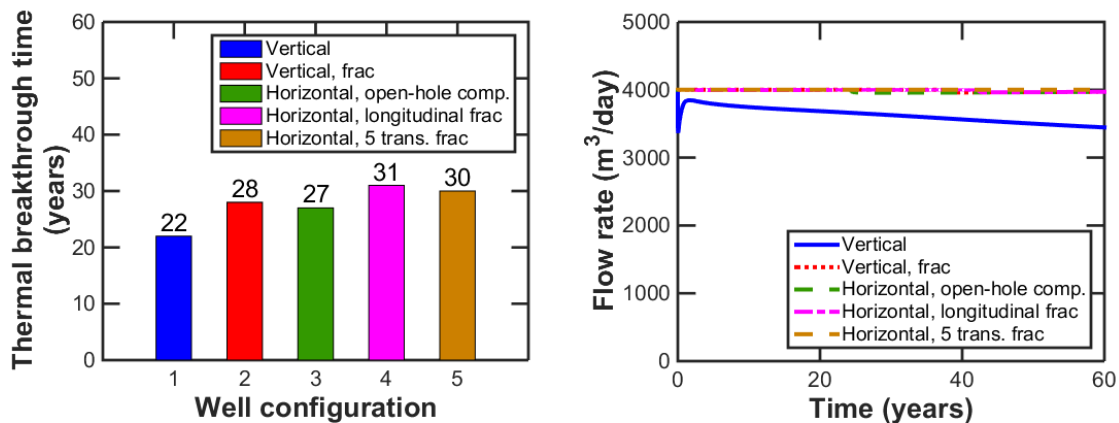 Thermal breakthrough time
(years)
60
50
40
30
20
10
0
Vertical
Vertical, frac
Horizontal, open-hole comp.
Horizontal, longitudinal frac
Horizontal, 5 trans. frac
22
28
27
31
30
1 2 3 4 5
Well configuration
Flow rate (m³/day)
5000
4000
3000
2000
1000
0
Vertical
Vertical, frac
Horizontal, open-hole comp.
Horizontal, longitudinal frac
Horizontal, 5 trans. frac
0 20 40 60
Time (years)